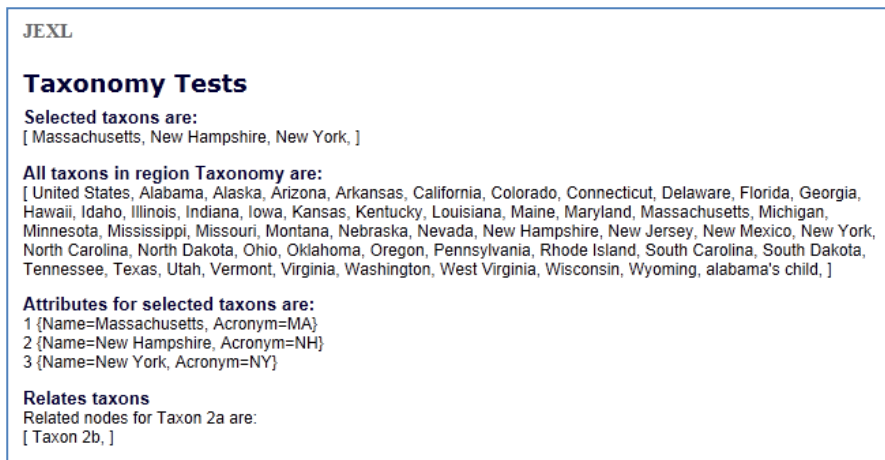 JEXL
Taxonomy Tests
Selected taxons are:
[ Massachusetts, New Hampshire, New York, ]
All taxons in region Taxonomy are:
[ United States, Alabama, Alaska, Arizona, Arkansas, California, Colorado, Connecticut, Delaware, Florida, Georgia,
Hawaii, Idaho, Illinois, Indiana, Iowa, Kansas, Kentucky, Louisiana, Maine, Maryland, Massachusetts, Michigan,
Minnesota, Mississippi, Missouri, Montana, Nebraska, Nevada, New Hampshire, New Jersey, New Mexico, New York,
North Carolina, North Dakota, Ohio, Oklahoma, Oregon, Pennsylvania, Rhode Island, South Carolina, South Dakota,
Tennessee, Texas, Utah, Vermont, Virginia, Washington, West Virginia, Wisconsin, Wyoming, alabama's child, ]
Attributes for selected taxons are:
1 {Name=Massachusetts, Acronym=MA}
2 {Name=New Hampshire, Acronym=NH}
3 {Name=New York, Acronym=NY}
Relates taxons
Related nodes for Taxon 2a are:
[ Taxon 2b, ]